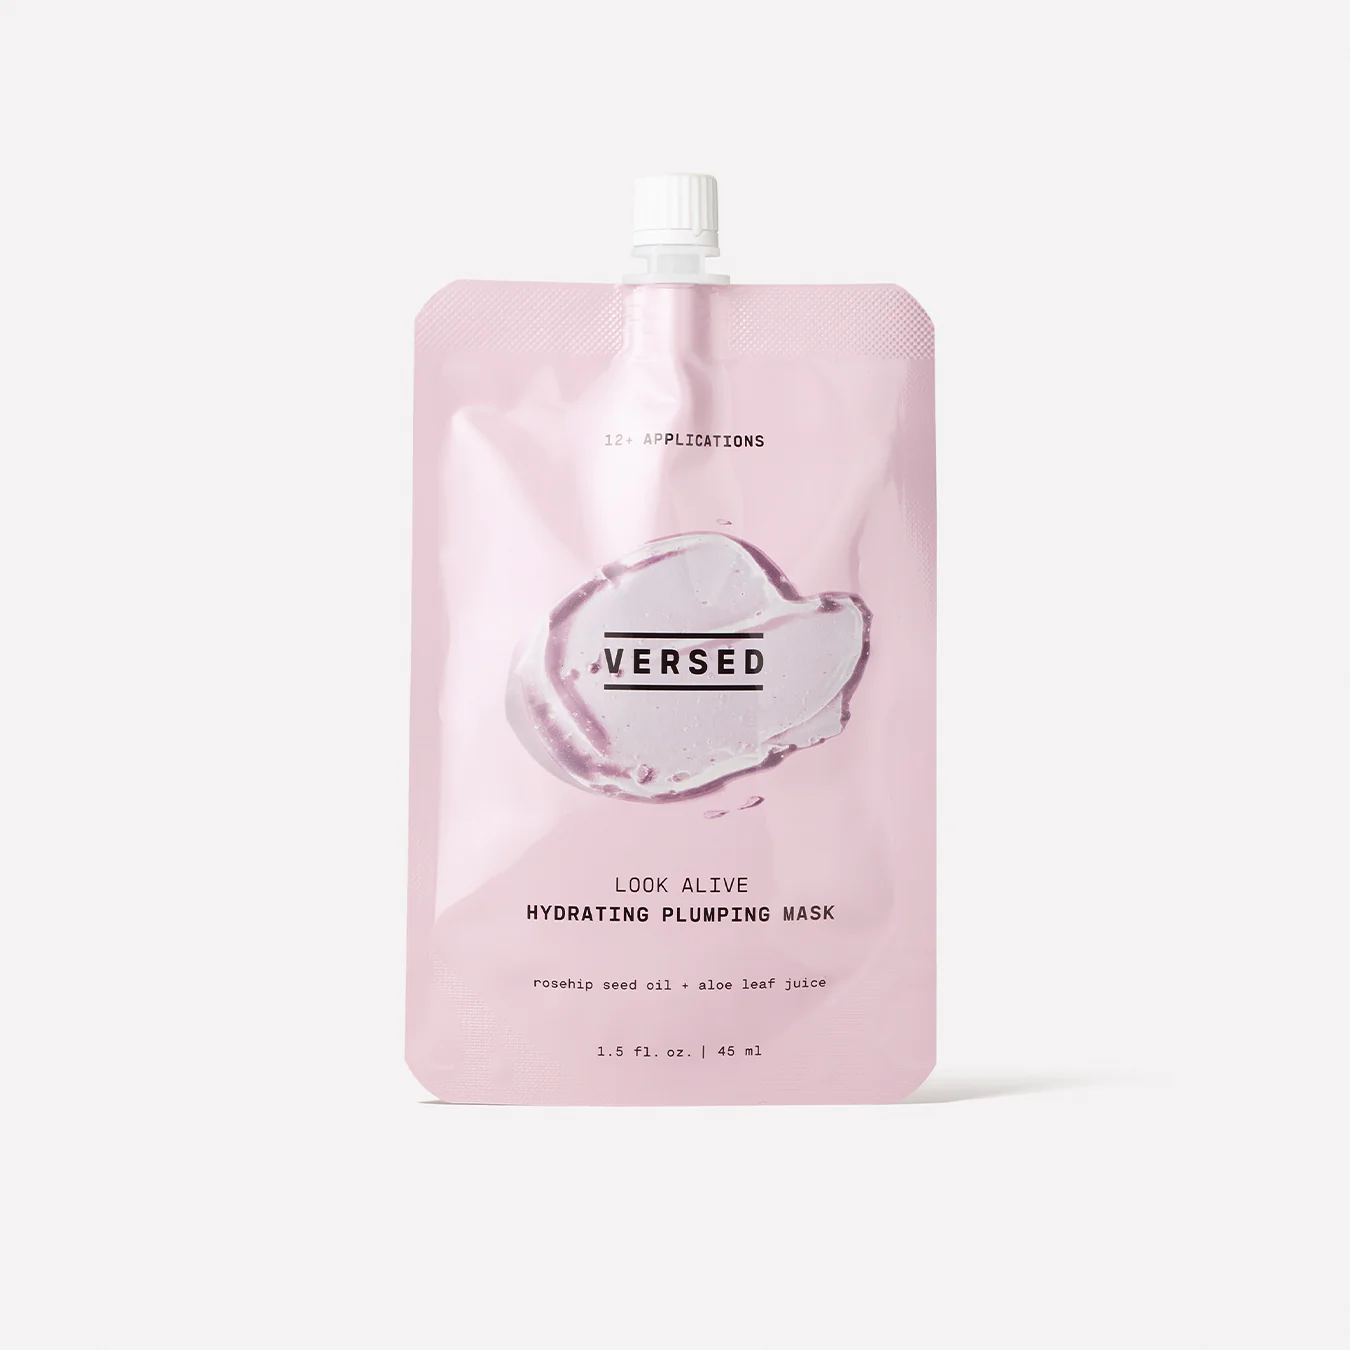 12+ APPLICATIONS
VERSED
LOOK ALIVE
HYDRATING PLUMPING MASK
rosehip seed oil + aloe leaf juice
1.5 fl. oz. | 45 ml